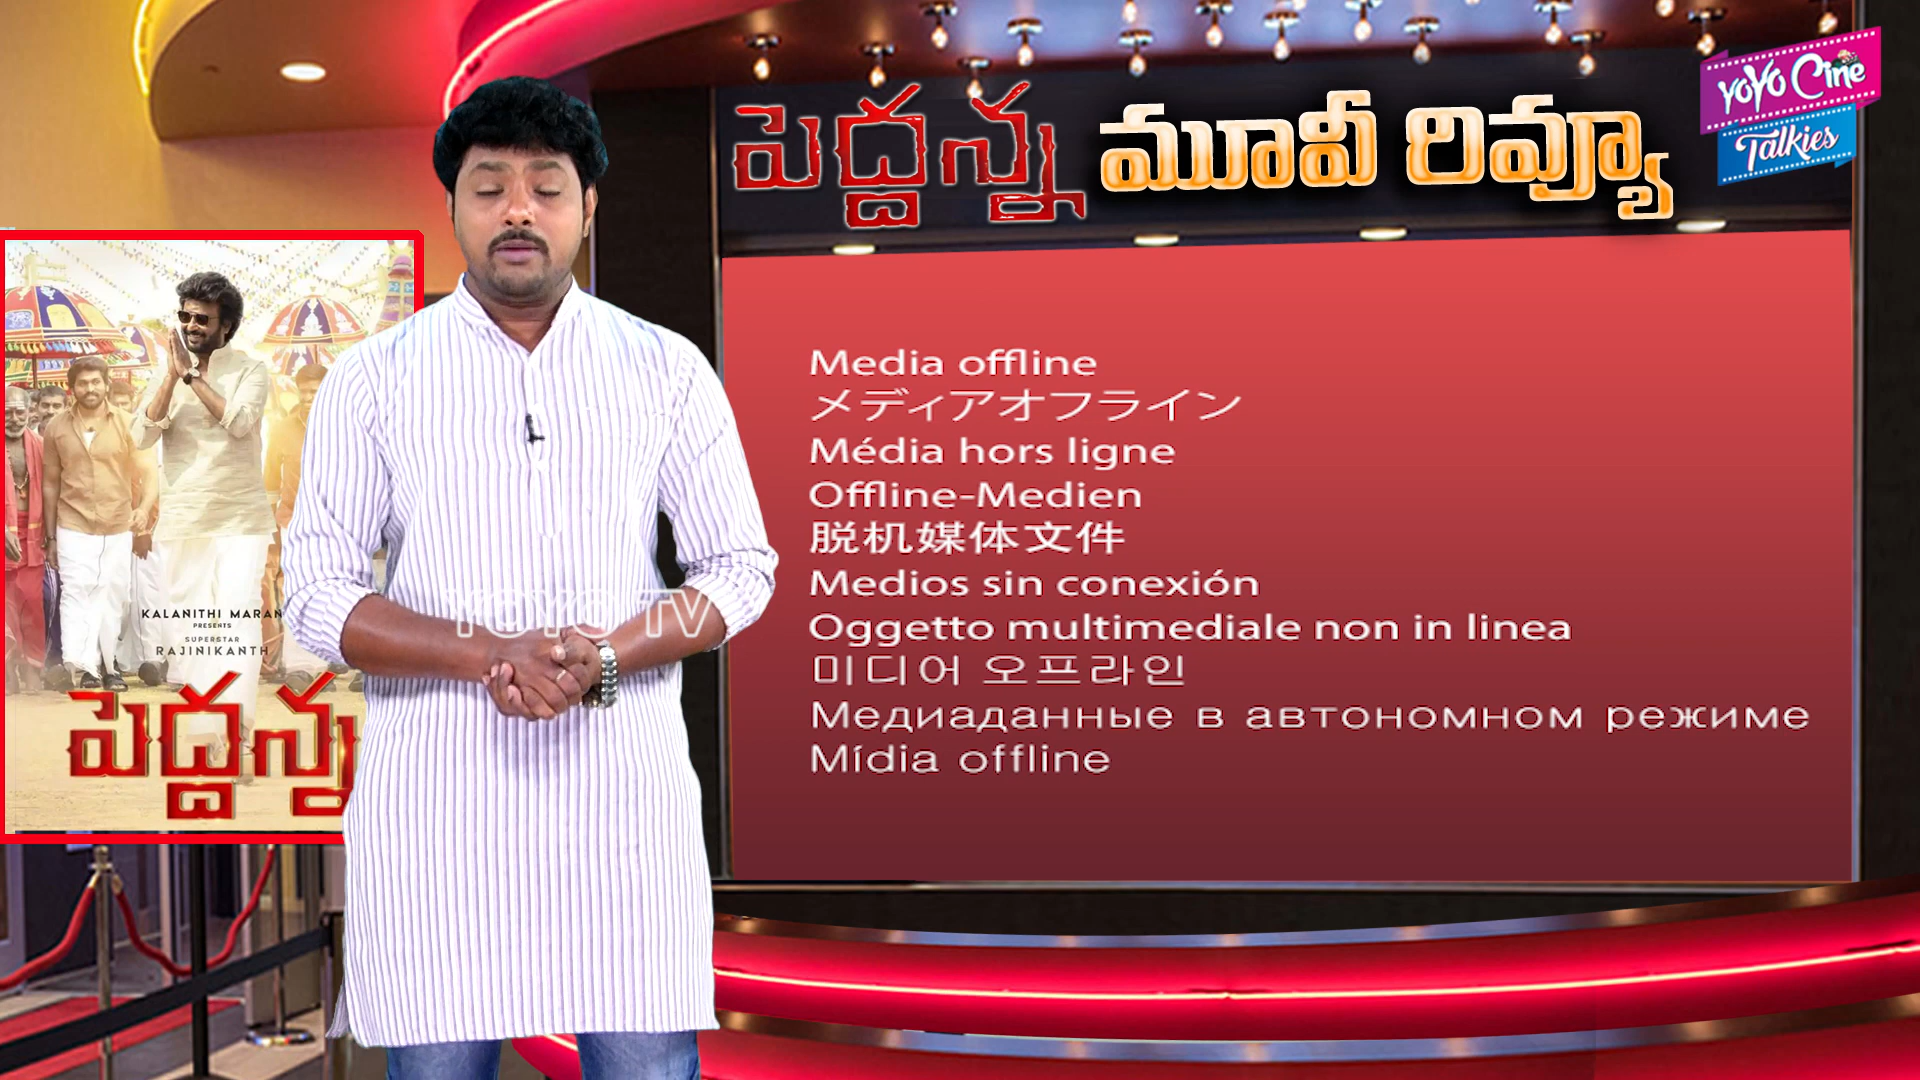 పెద్దన్న మూవీ రివ్యూ
YOYO Cine
Talkies
Media offline
メディアオフライン
Média hors ligne
Offline-Medien
脱机媒体文件
Medios sin conexión
Oggetto multimediale non in linea
미디어 오프라인
Медиаданные в автономном режиме
Mídia offline
KALANITHI MARAN
PRESENTS
SUPERSTAR
RAJINIKANTH
పెద్దన్న
YOYO TV